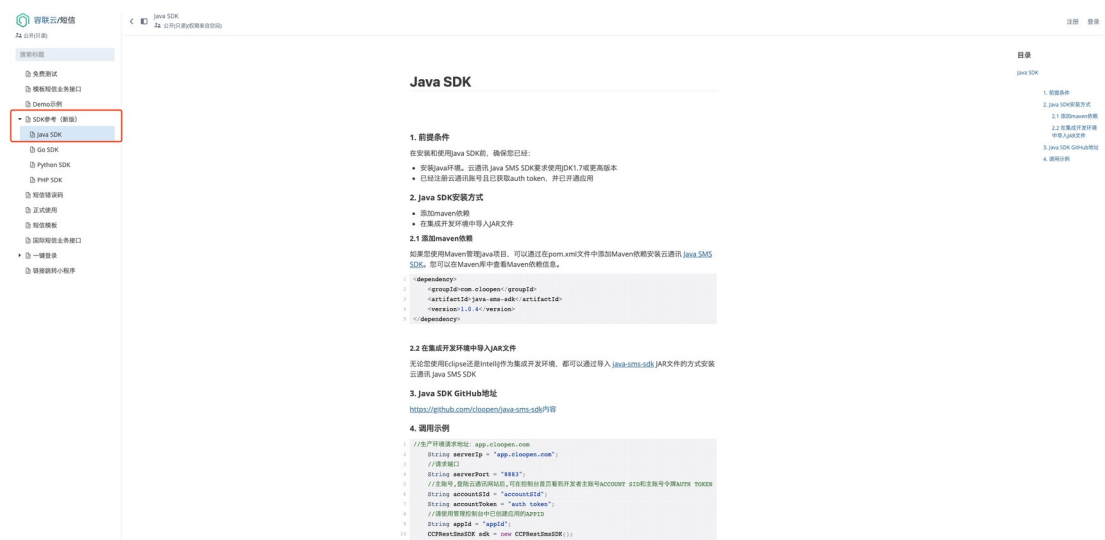 容联云/短信
公开(只读)
搜索标题
免费测试
模板短信业务接口
Demo示例
SDK参考（新版）
Java SDK
Go SDK
Python SDK
PHP SDK
短信错误码
正式使用
短信模板
国际短信业务接口
一键登录
链接跳转小程序
Java SDK
公开(只读)(权限来自空间)
注册 登录
Java SDK
1. 前提条件
在安装和使用Java SDK前，确保您已经:
安装Java环境。云通讯 Java SMS SDK要求使用JDK1.7或更高版本
已经注册云通讯账号且已获取auth token，并已开通应用
2. Java SDK安装方式
添加maven依赖
在集成开发环境中导入JAR文件
2.1 添加maven依赖
如果您使用Maven管理Java项目，可以通过在pom.xml文件中添加Maven依赖安装云通讯 Java SMS
SDK。您可以在Maven库中查看Maven依赖信息。
1 <dependency>
2 <groupId>com.cloopen</groupId>
3 <artifactId>java-sms-sdk</artifactId>
4 <version>1.0.4</version>
5 </dependency>
2.2 在集成开发环境中导入JAR文件
无论您使用Eclipse还是Intellij作为集成开发环境，都可以通过导入 java-sms-sdk JAR文件的方式安装
云通讯 Java SMS SDK
3. Java SDK GitHub地址
https://github.com/cloopen/java-sms-sdk内容
4. 调用示例
1 //生产环境请求地址: app.cloopen.com
2 String serverIp = "app.cloopen.com";
3 //请求端口
4 String serverPort = "8883";
5 //主账号,登陆云通讯网站后,可在控制台首页看到开发者主账号ACCOUNT SID和主账号令牌AUTH TOKEN
6 String accountSId = "accountSId";
7 String accountToken = "auth token";
8 //请使用管理控制台中已创建应用的APPID
9 String appId = "appId";
10 CCPRestSmsSDK sdk = new CCPRestSmsSDK();
目录
Java SDK
1. 前提条件
2. Java SDK安装方式
2.1 添加maven依赖
2.2 在集成开发环境
中导入JAR文件
3. Java SDK GitHub地址
4. 调用示例